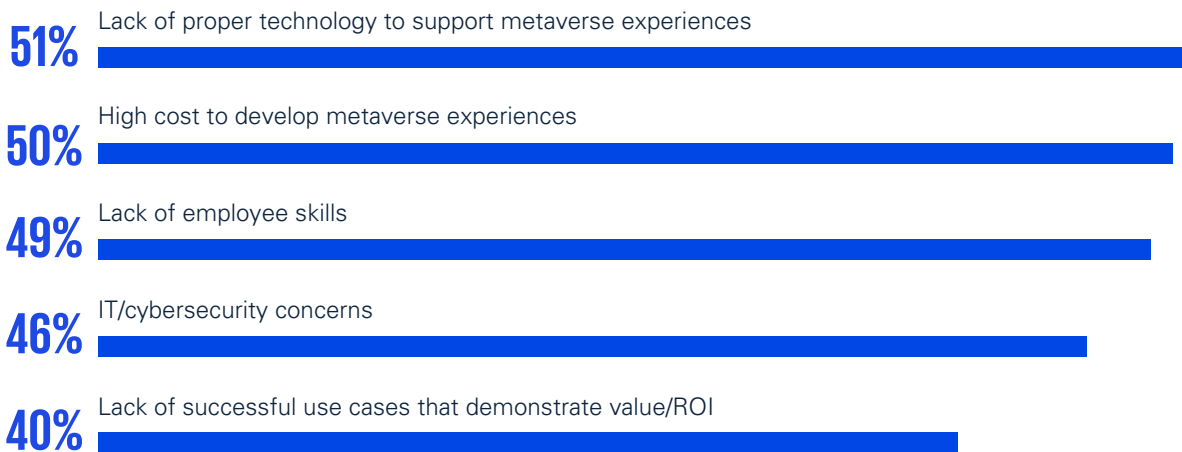 Lack of proper technology to support metaverse experiences
51%
High cost to develop metaverse experiences
50%
Lack of employee skills
49%
IT/cybersecurity concerns
46%
Lack of successful use cases that demonstrate value/ROI
40%